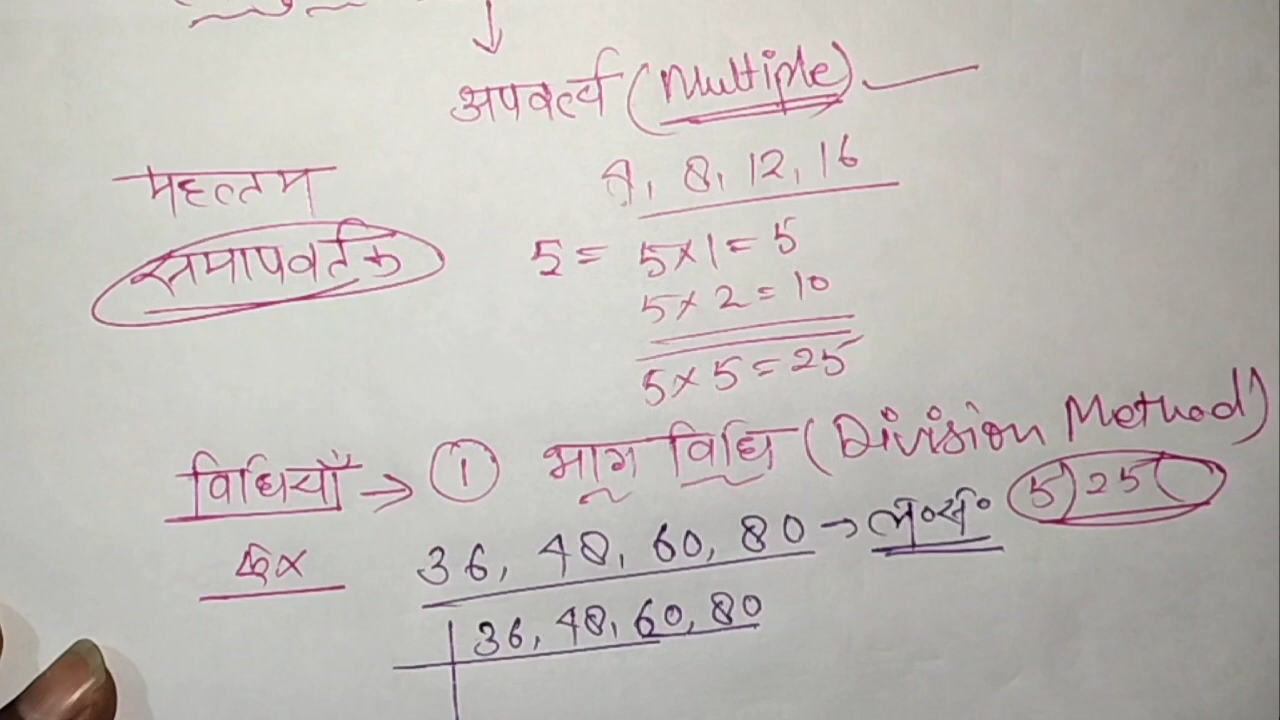 अपवर्त्य (Multiple)
4, 8, 12, 16
महत्तम
समापवर्तक
5 = 5×1 = 5
5×2 = 10
5×5 = 25
विधियाँ → ① भाग विधि (Division Method)
5)25(
36, 48, 60, 80 → ल०स०
36, 48, 60, 80